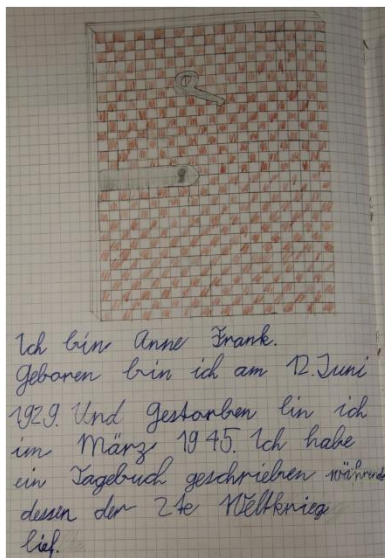 Ich bin Anne Frank.
Geboren bin ich am 12. Juni
1929. Und gestorben bin ich
im März 1945. Ich habe
ein Tagebuch geschrieben während
dessen der 2te Weltkrieg
lief.